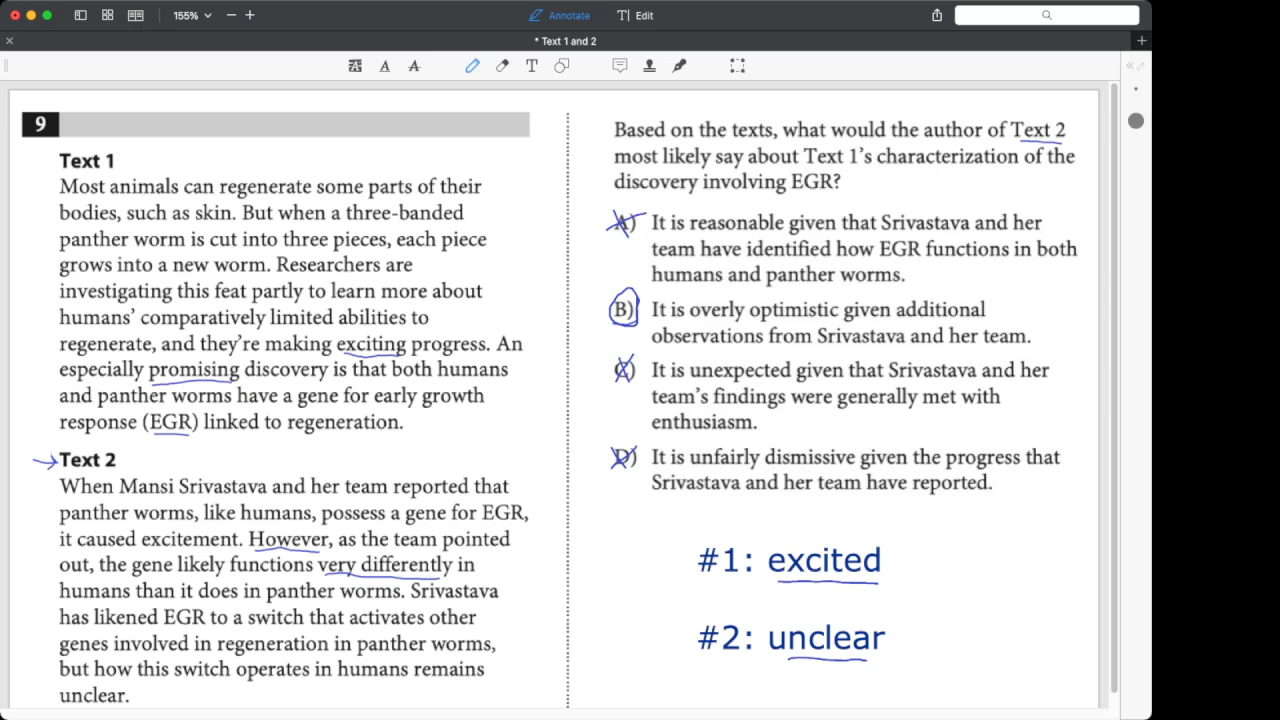 155%
Annotate
T Edit
* Text 1 and 2
9
Text 1
Most animals can regenerate some parts of their
bodies, such as skin. But when a three-banded
panther worm is cut into three pieces, each piece
grows into a new worm. Researchers are
investigating this feat partly to learn more about
humans’ comparatively limited abilities to
regenerate, and they’re making exciting progress. An
especially promising discovery is that both humans
and panther worms have a gene for early growth
response (EGR) linked to regeneration.
Text 2
When Mansi Srivastava and her team reported that
panther worms, like humans, possess a gene for EGR,
it caused excitement. However, as the team pointed
out, the gene likely functions very differently in
humans than it does in panther worms. Srivastava
has likened EGR to a switch that activates other
genes involved in regeneration in panther worms,
but how this switch operates in humans remains
unclear.
Based on the texts, what would the author of Text 2
most likely say about Text 1’s characterization of the
discovery involving EGR?
A) It is reasonable given that Srivastava and her
team have identified how EGR functions in both
humans and panther worms.
B) It is overly optimistic given additional
observations from Srivastava and her team.
C) It is unexpected given that Srivastava and her
team’s findings were generally met with
enthusiasm.
D) It is unfairly dismissive given the progress that
Srivastava and her team have reported.
#1: excited
#2: unclear